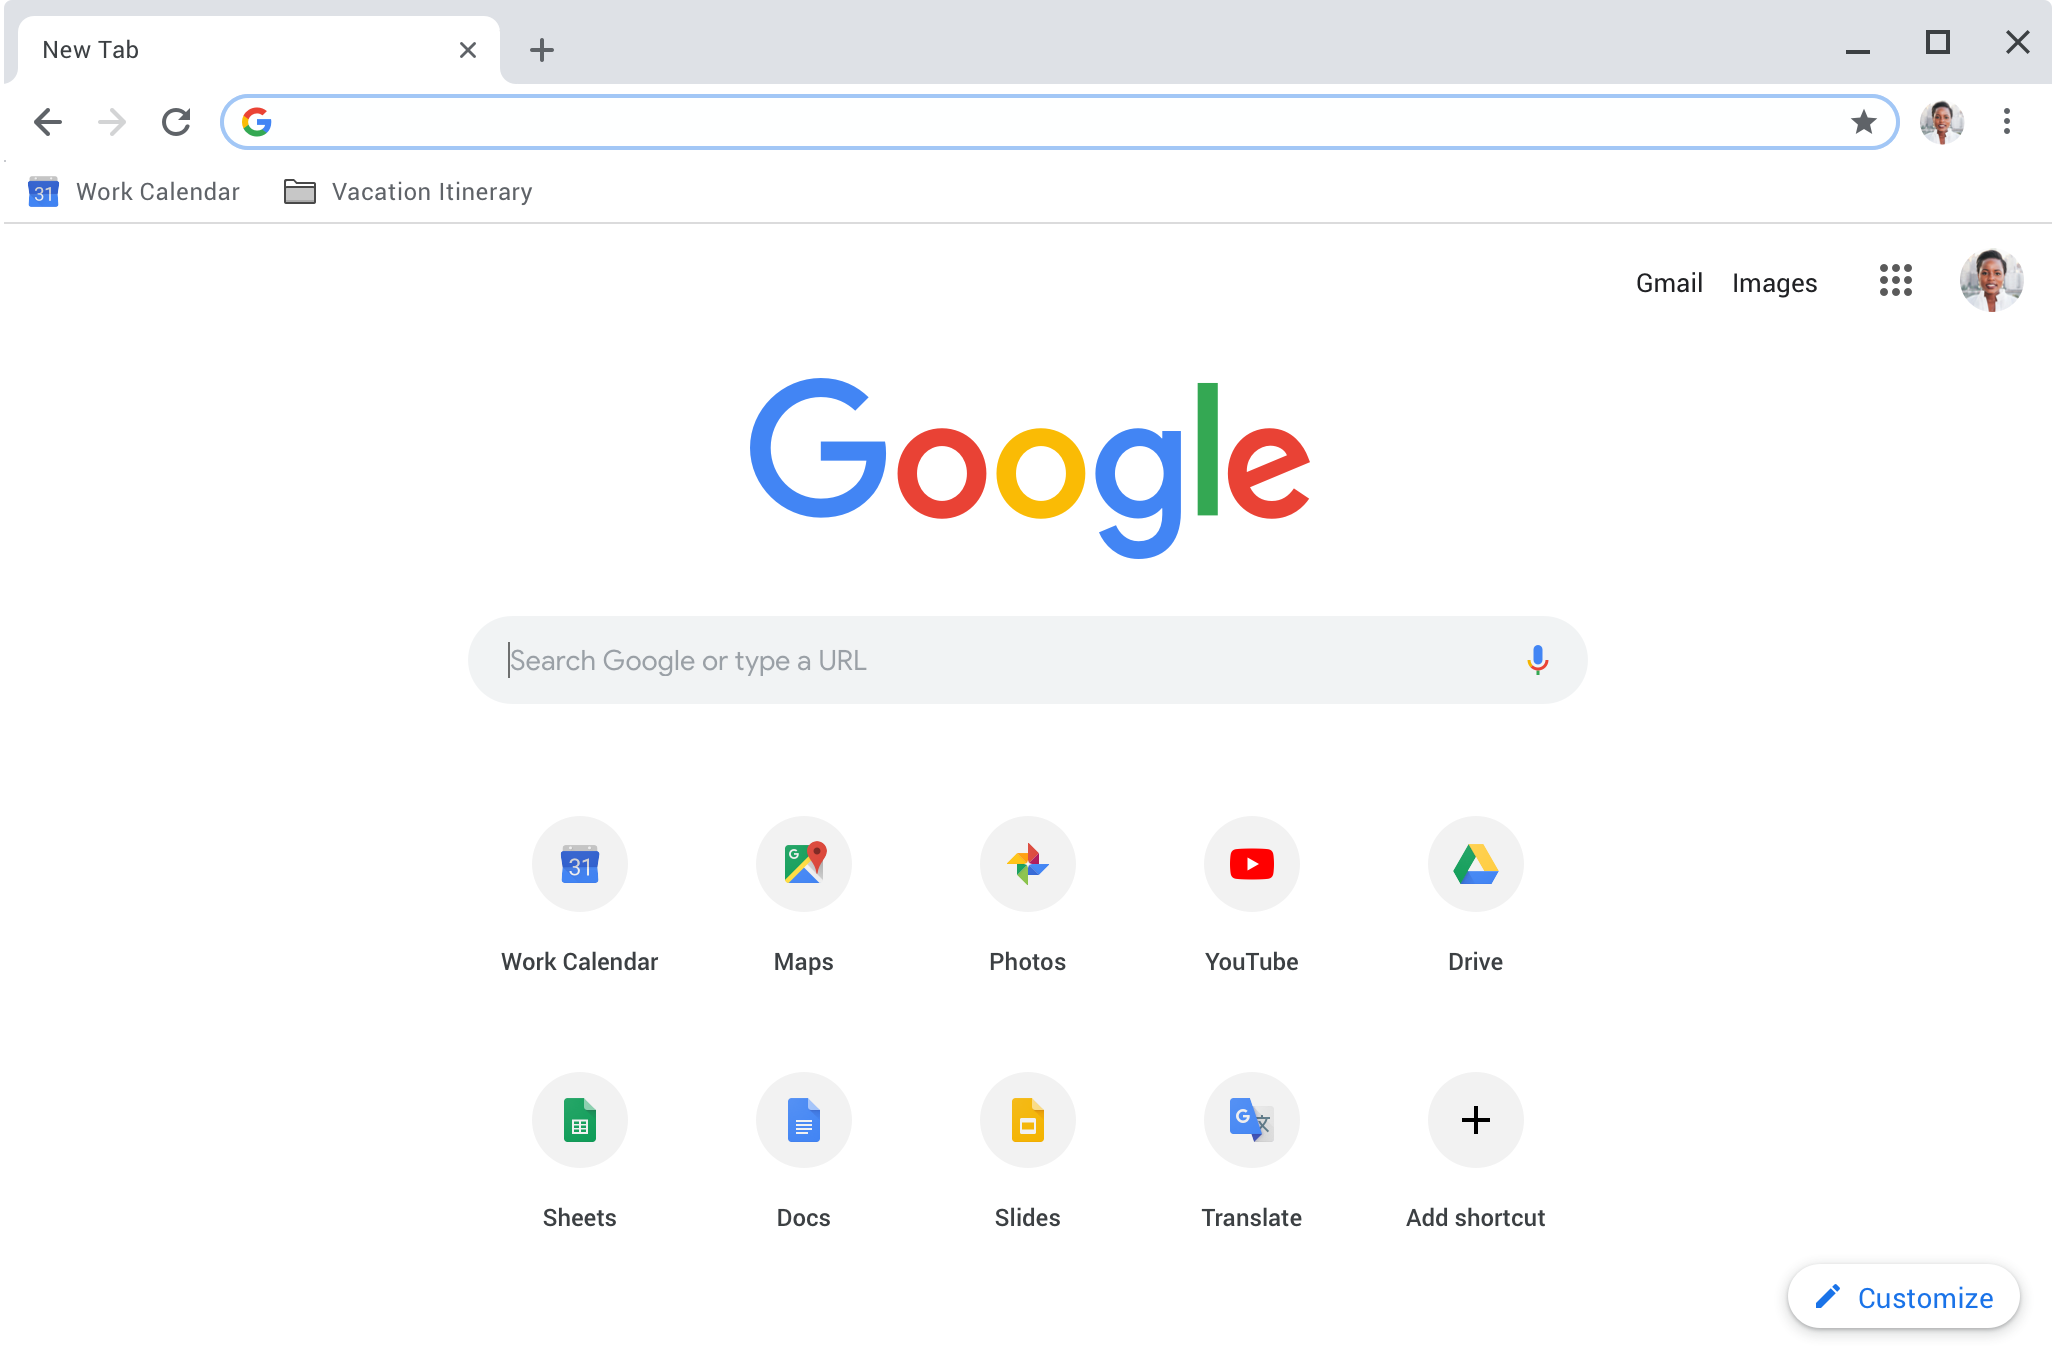 New Tab
31 Work Calendar Vacation Itinerary
Gmail Images
Google
Search Google or type a URL
31
Work Calendar Maps Photos YouTube Drive
Sheets Docs Slides Translate Add shortcut
Customize